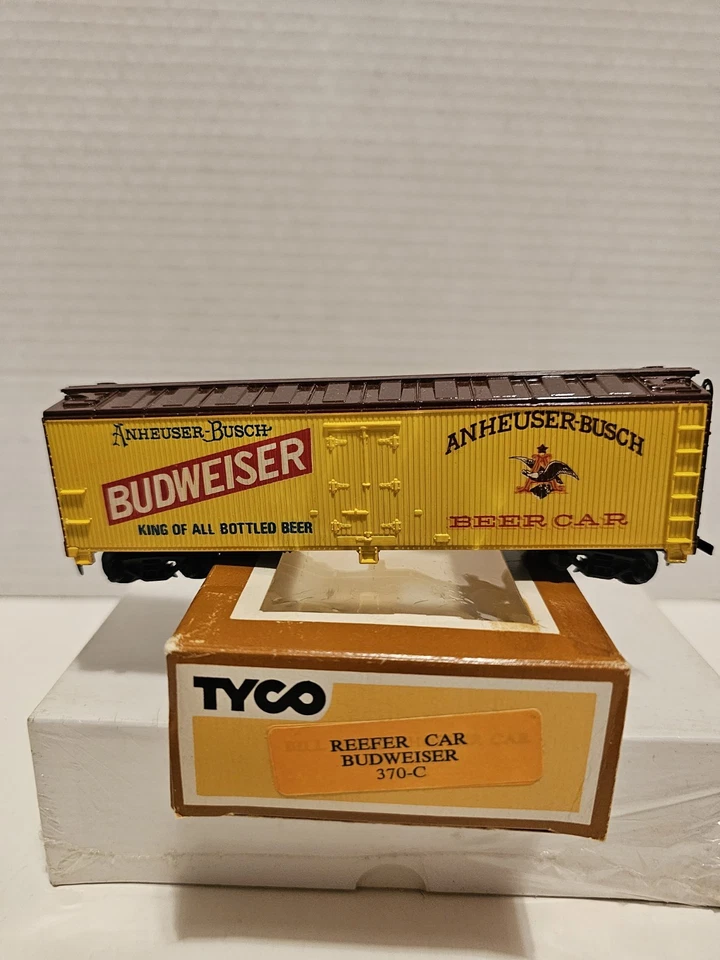 ANHEUSER-BUSCH
BUDWEISER
KING OF ALL BOTTLED BEER
ANHEUSER-BUSCH
A
BEER CAR
TYCO
REEFER CAR
BUDWEISER
370-C